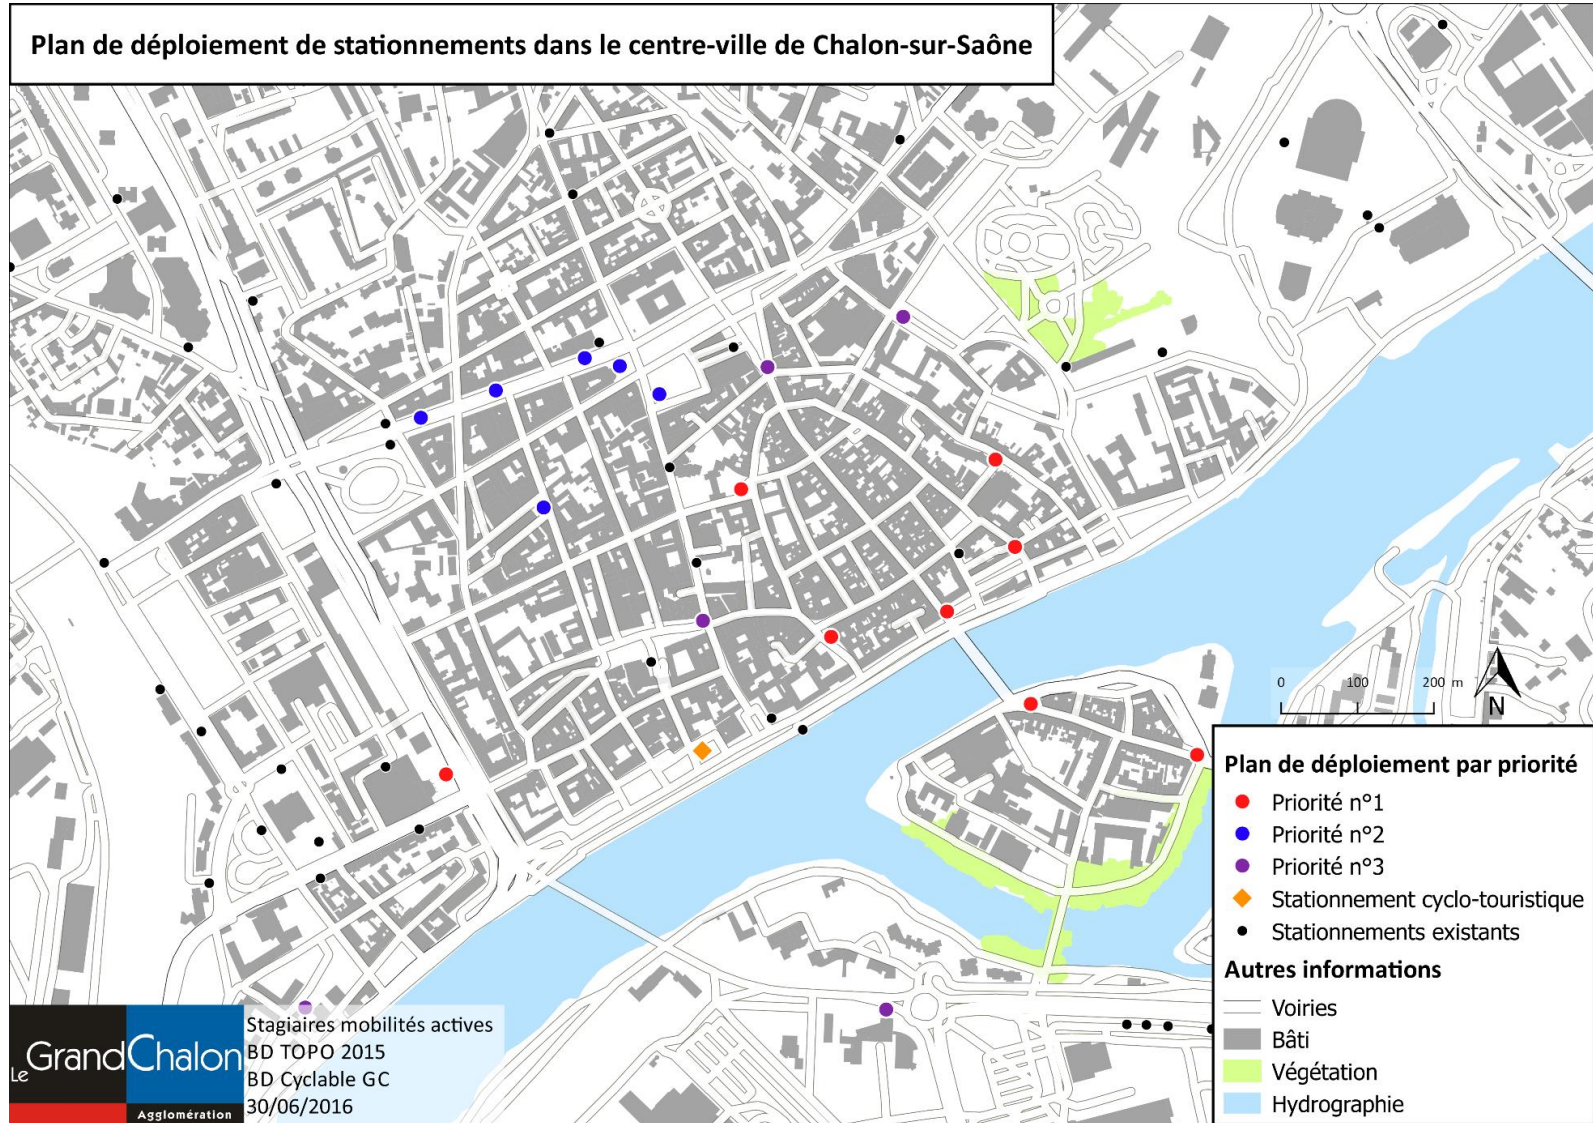 Plan de déploiement de stationnements dans le centre-ville de Chalon-sur-Saône
0 100 200 m
N
Plan de déploiement par priorité
Priorité n°1
Priorité n°2
Priorité n°3
Stationnement cyclo-touristique
Stationnements existants
Autres informations
Voiries
Bâti
Végétation
Hydrographie
Le GrandChalon
Agglomération
Stagiaires mobilités actives
BD TOPO 2015
BD Cyclable GC
30/06/2016